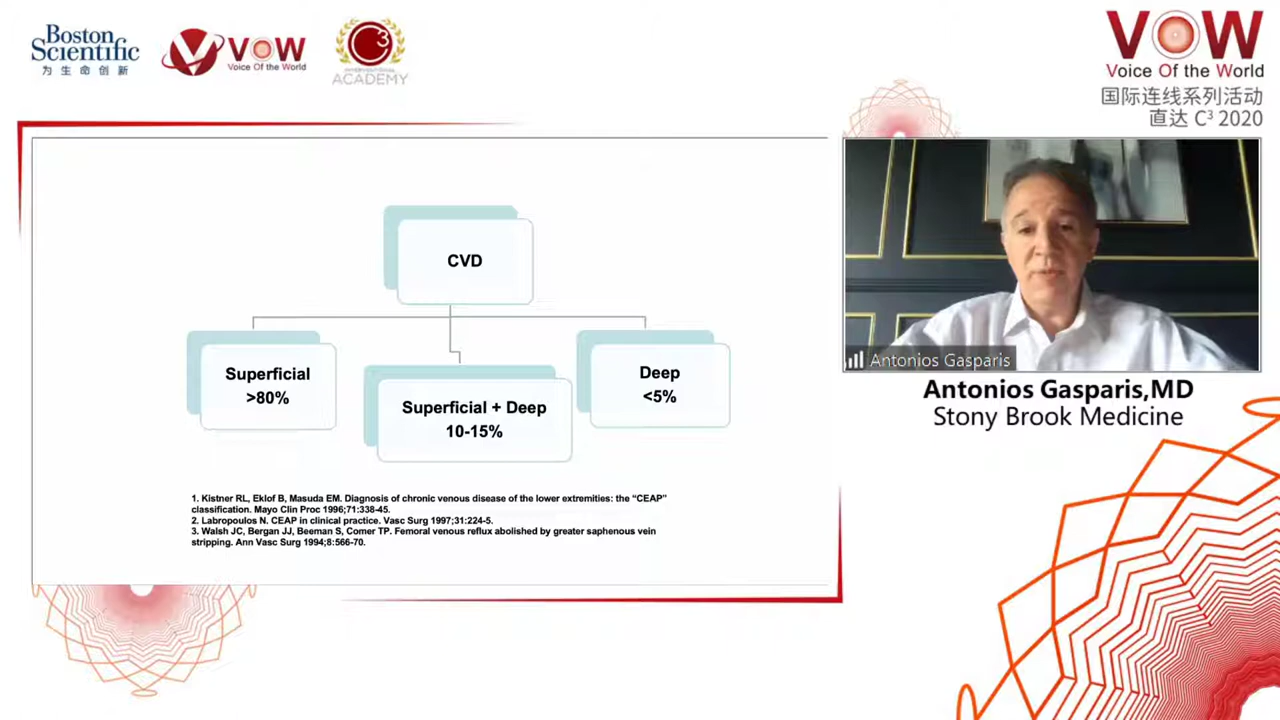 Boston
Scientific
为生命创新
VOW
Voice Of the World
C3
ACADEMY
VOW
Voice Of the World
国际连线系列活动
直达 C³ 2020
CVD
Superficial
>80%
Superficial + Deep
10-15%
Deep
<5%
1. Kistner RL, Eklof B, Masuda EM. Diagnosis of chronic venous disease of the lower extremities: the “CEAP”
classification. Mayo Clin Proc 1996;71:338-45.
2. Labropoulos N. CEAP in clinical practice. Vasc Surg 1997;31:224-5.
3. Walsh JC, Bergan JJ, Beeman S, Comer TP. Femoral venous reflux abolished by greater saphenous vein
stripping. Ann Vasc Surg 1994;8:566-70.
Antonios Gasparis
Antonios Gasparis,MD
Stony Brook Medicine